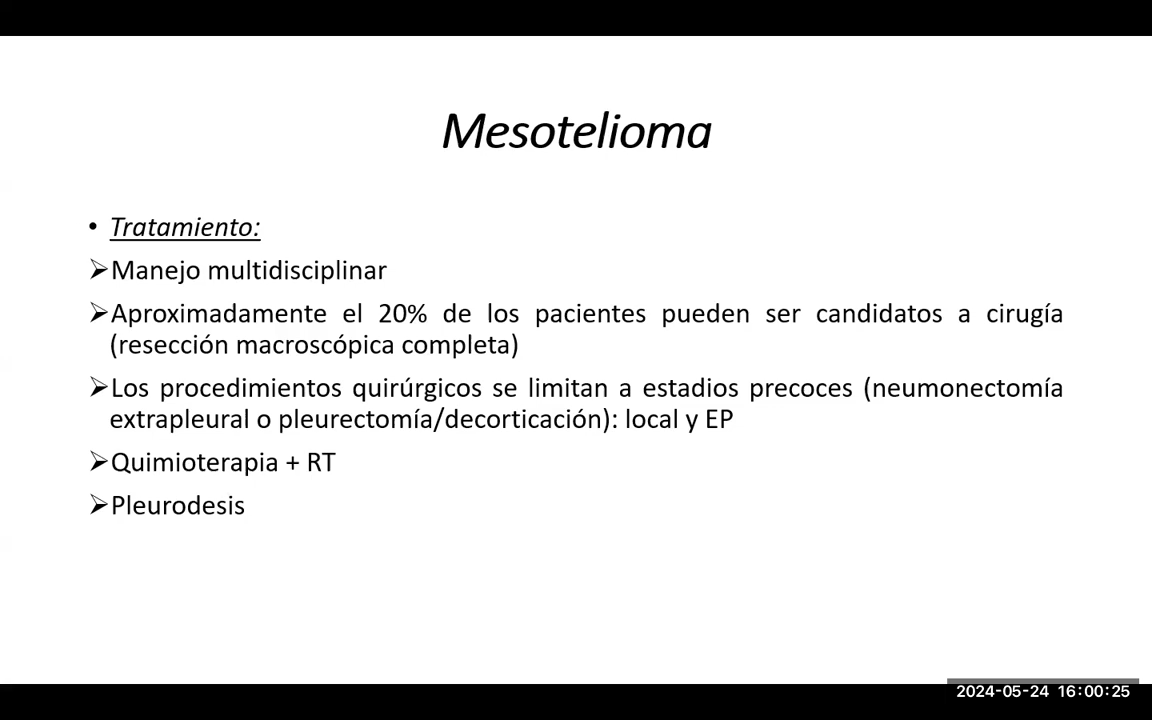 Mesotelioma
• Tratamiento:
➢Manejo multidisciplinar
➢Aproximadamente el 20% de los pacientes pueden ser candidatos a cirugía
(resección macroscópica completa)
➢Los procedimientos quirúrgicos se limitan a estadios precoces (neumonectomía
extrapleural o pleurectomía/decorticación): local y EP
➢Quimioterapia + RT
➢Pleurodesis
2024-05-24 16:00:25